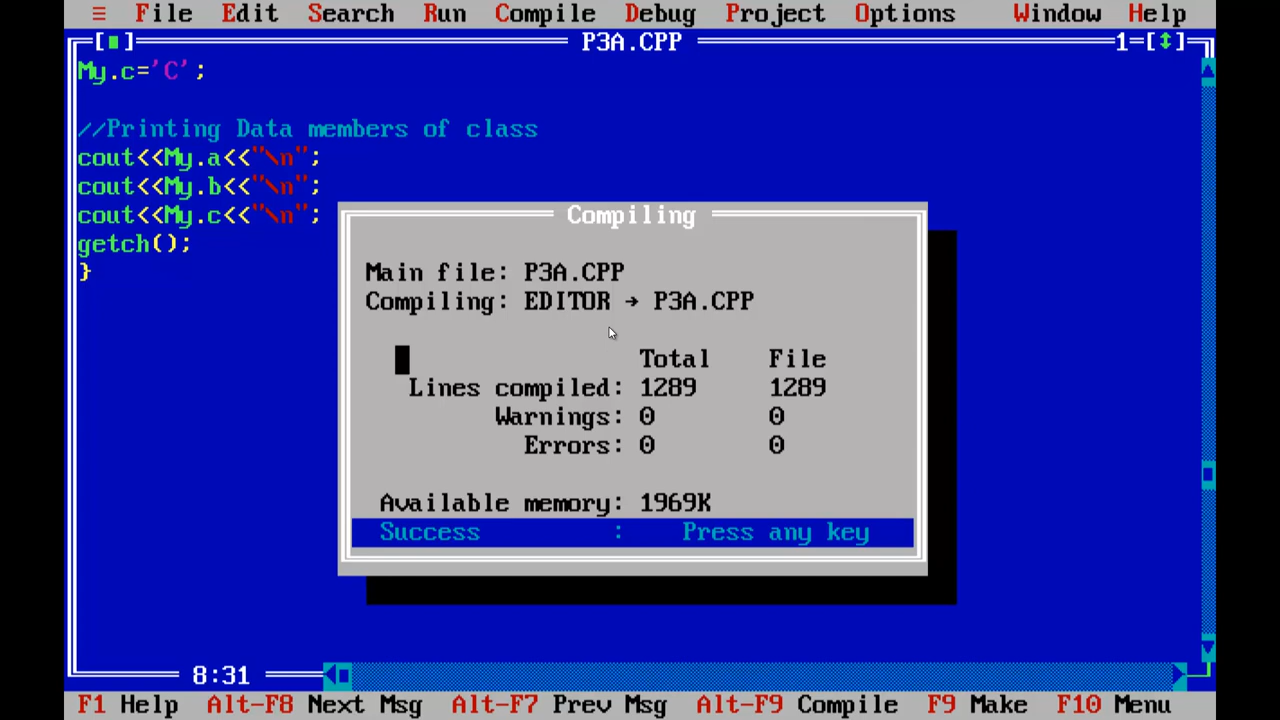 ≡ File Edit Search Run Compile Debug Project Options Window Help
[■] P3A.CPP 1=[↕]
My.c='C';
//Printing Data members of class
cout<<My.a<<"\n";
cout<<My.b<<"\n";
cout<<My.c<<"\n";
getch();
}
Compiling
Main file: P3A.CPP
Compiling: EDITOR → P3A.CPP
Total File
Lines compiled: 1289 1289
Warnings: 0 0
Errors: 0 0
Available memory: 1969K
Success : Press any key
8:31
F1 Help Alt-F8 Next Msg Alt-F7 Prev Msg Alt-F9 Compile F9 Make F10 Menu